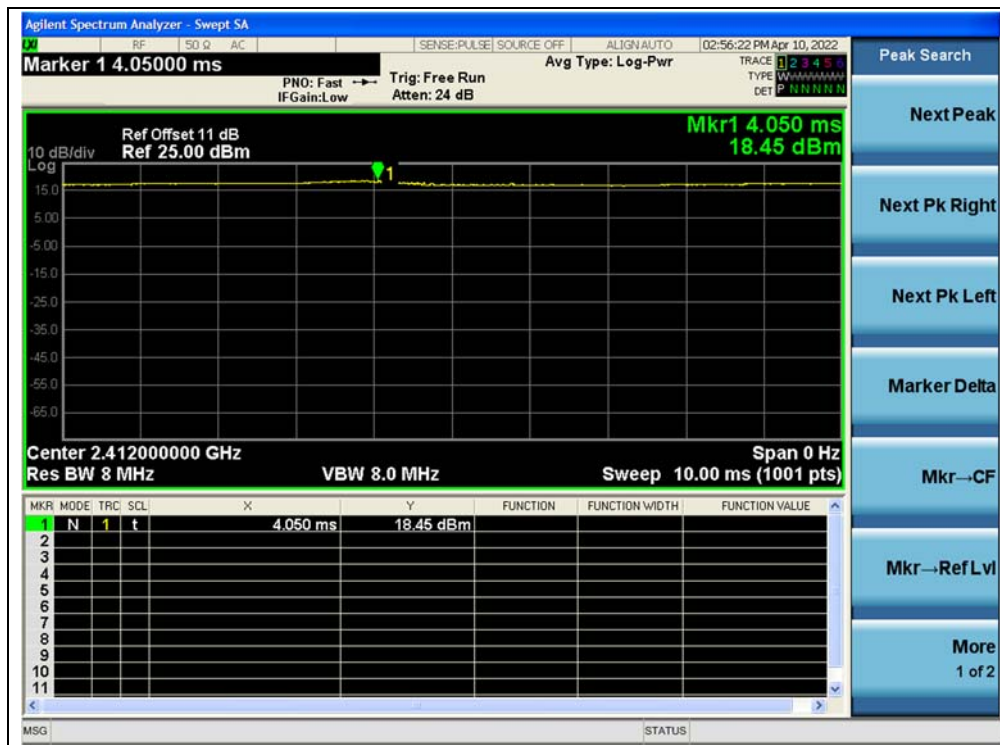 Agilent Spectrum Analyzer - Swept SA
LXI RF 50 Ω AC SENSE:PULSE SOURCE OFF ALIGNAUTO 02:56:22 PM Apr 10, 2022
Marker 1 4.05000 ms
PNO: Fast
IFGain:Low
Trig: Free Run
Atten: 24 dB
Avg Type: Log-Pwr
TRACE 1 2 3 4 5 6
TYPE WWWWWW
DET P N N N N N
Peak Search
Next Peak
Next Pk Right
Next Pk Left
Marker Delta
Mkr→CF
Mkr→Ref Lvl
More
1 of 2
Mkr1 4.050 ms
18.45 dBm
Ref Offset 11 dB
10 dB/div Ref 25.00 dBm
Log
1
15.0
5.00
-5.00
-15.0
-25.0
-35.0
-45.0
-55.0
-65.0
Center 2.412000000 GHz Span 0 Hz
Res BW 8 MHz VBW 8.0 MHz Sweep 10.00 ms (1001 pts)
MKR MODE TRC SCL X Y FUNCTION FUNCTION WIDTH FUNCTION VALUE
1 N 1 t 4.050 ms 18.45 dBm
2
3
4
5
6
7
8
9
10
11
MSG STATUS